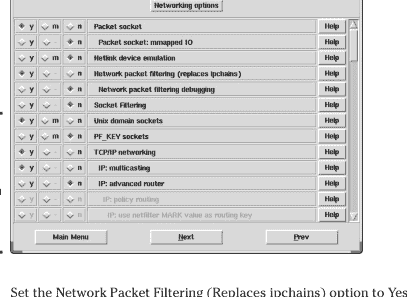 Networking options
y m n Packet socket Help
y - n Packet socket: mmapped IO Help
y m n Netlink device emulation Help
y - n Network packet filtering (replaces ipchains) Help
y - n Network packet filtering debugging Help
y - n Socket Filtering Help
y m n Unix domain sockets Help
y m n PF_KEY sockets Help
y - n TCP/IP networking Help
y - n IP: multicasting Help
y - n IP: advanced router Help
y - n IP: policy routing Help
y - n IP: use netfilter MARK value as routing key Help
Main Menu Next Prev
Set the Network Packet Filtering (Replaces ipchains) option to Yes